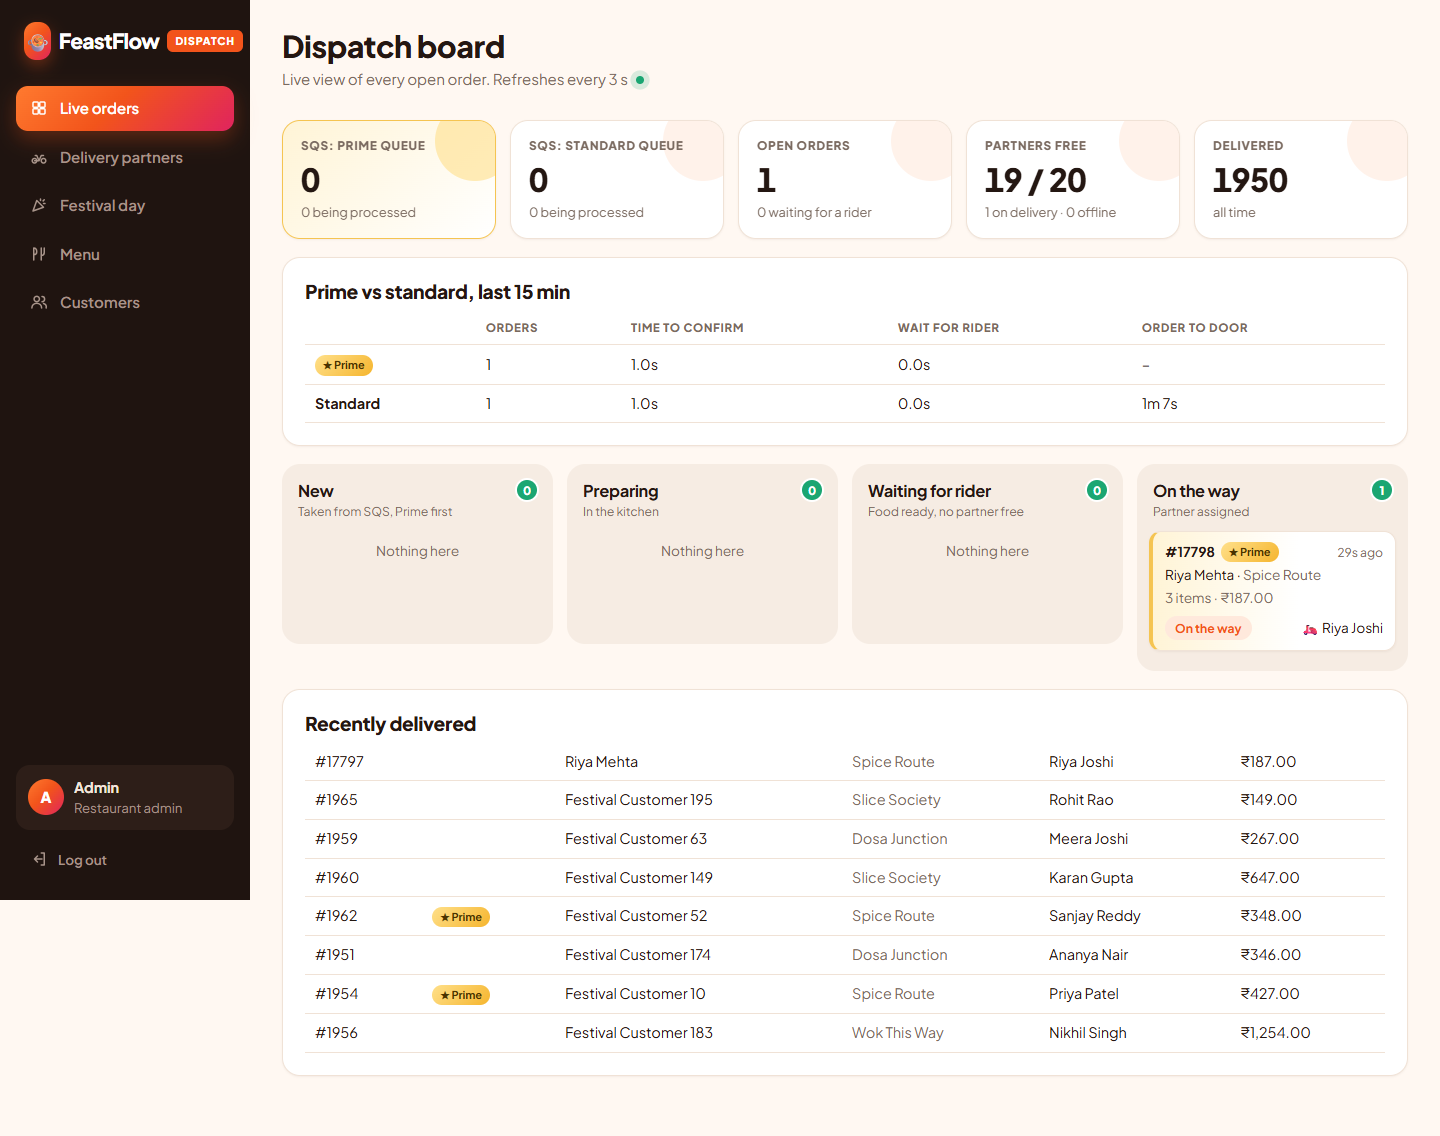 FeastFlow DISPATCH
Live orders
Delivery partners
Festival day
Menu
Customers
A
Admin
Restaurant admin
Log out
Dispatch board
Live view of every open order. Refreshes every 3 s
SQS: PRIME QUEUE
0
0 being processed
SQS: STANDARD QUEUE
0
0 being processed
OPEN ORDERS
1
0 waiting for a rider
PARTNERS FREE
19 / 20
1 on delivery · 0 offline
DELIVERED
1950
all time
Prime vs standard, last 15 min
ORDERS TIME TO CONFIRM WAIT FOR RIDER ORDER TO DOOR
★ Prime 1 1.0s 0.0s –
Standard 1 1.0s 0.0s 1m 7s
New 0
Taken from SQS, Prime first
Nothing here
Preparing 0
In the kitchen
Nothing here
Waiting for rider 0
Food ready, no partner free
Nothing here
On the way 1
Partner assigned
#17798 ★ Prime 29s ago
Riya Mehta · Spice Route
3 items · ₹187.00
On the way Riya Joshi
Recently delivered
#17797 Riya Mehta Spice Route Riya Joshi ₹187.00
#1965 Festival Customer 195 Slice Society Rohit Rao ₹149.00
#1959 Festival Customer 63 Dosa Junction Meera Joshi ₹267.00
#1960 Festival Customer 149 Slice Society Karan Gupta ₹647.00
#1962 ★ Prime Festival Customer 52 Spice Route Sanjay Reddy ₹348.00
#1951 Festival Customer 174 Dosa Junction Ananya Nair ₹346.00
#1954 ★ Prime Festival Customer 10 Spice Route Priya Patel ₹427.00
#1956 Festival Customer 183 Wok This Way Nikhil Singh ₹1,254.00